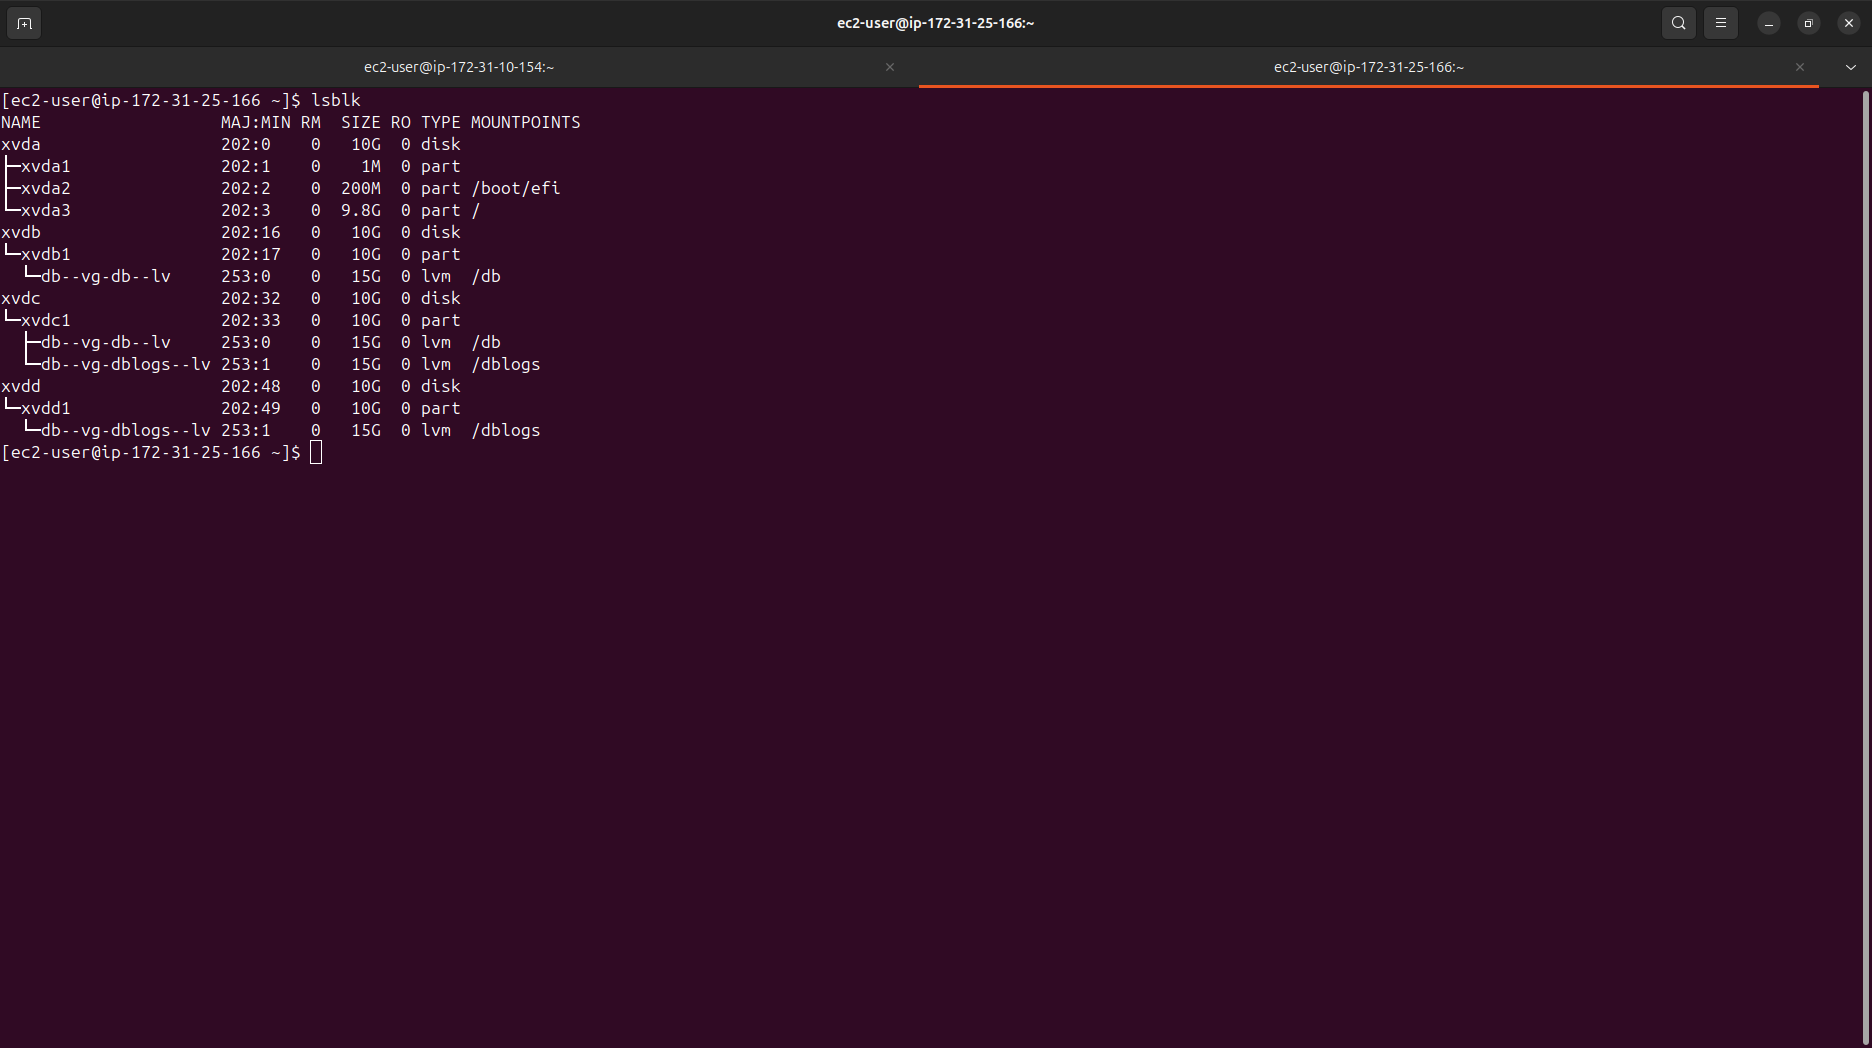 ec2-user@ip-172-31-25-166:~
ec2-user@ip-172-31-10-154:~ ec2-user@ip-172-31-25-166:~
[ec2-user@ip-172-31-25-166 ~]$ lsblk
NAME                  MAJ:MIN RM  SIZE RO TYPE MOUNTPOINTS
xvda                  202:0    0   10G  0 disk
├─xvda1               202:1    0    1M  0 part
├─xvda2               202:2    0  200M  0 part /boot/efi
└─xvda3               202:3    0  9.8G  0 part /
xvdb                  202:16   0   10G  0 disk
└─xvdb1               202:17   0   10G  0 part
  └─db--vg-db--lv     253:0    0   15G  0 lvm  /db
xvdc                  202:32   0   10G  0 disk
└─xvdc1               202:33   0   10G  0 part
  ├─db--vg-db--lv     253:0    0   15G  0 lvm  /db
  └─db--vg-dblogs--lv 253:1    0   15G  0 lvm  /dblogs
xvdd                  202:48   0   10G  0 disk
└─xvdd1               202:49   0   10G  0 part
  └─db--vg-dblogs--lv 253:1    0   15G  0 lvm  /dblogs
[ec2-user@ip-172-31-25-166 ~]$